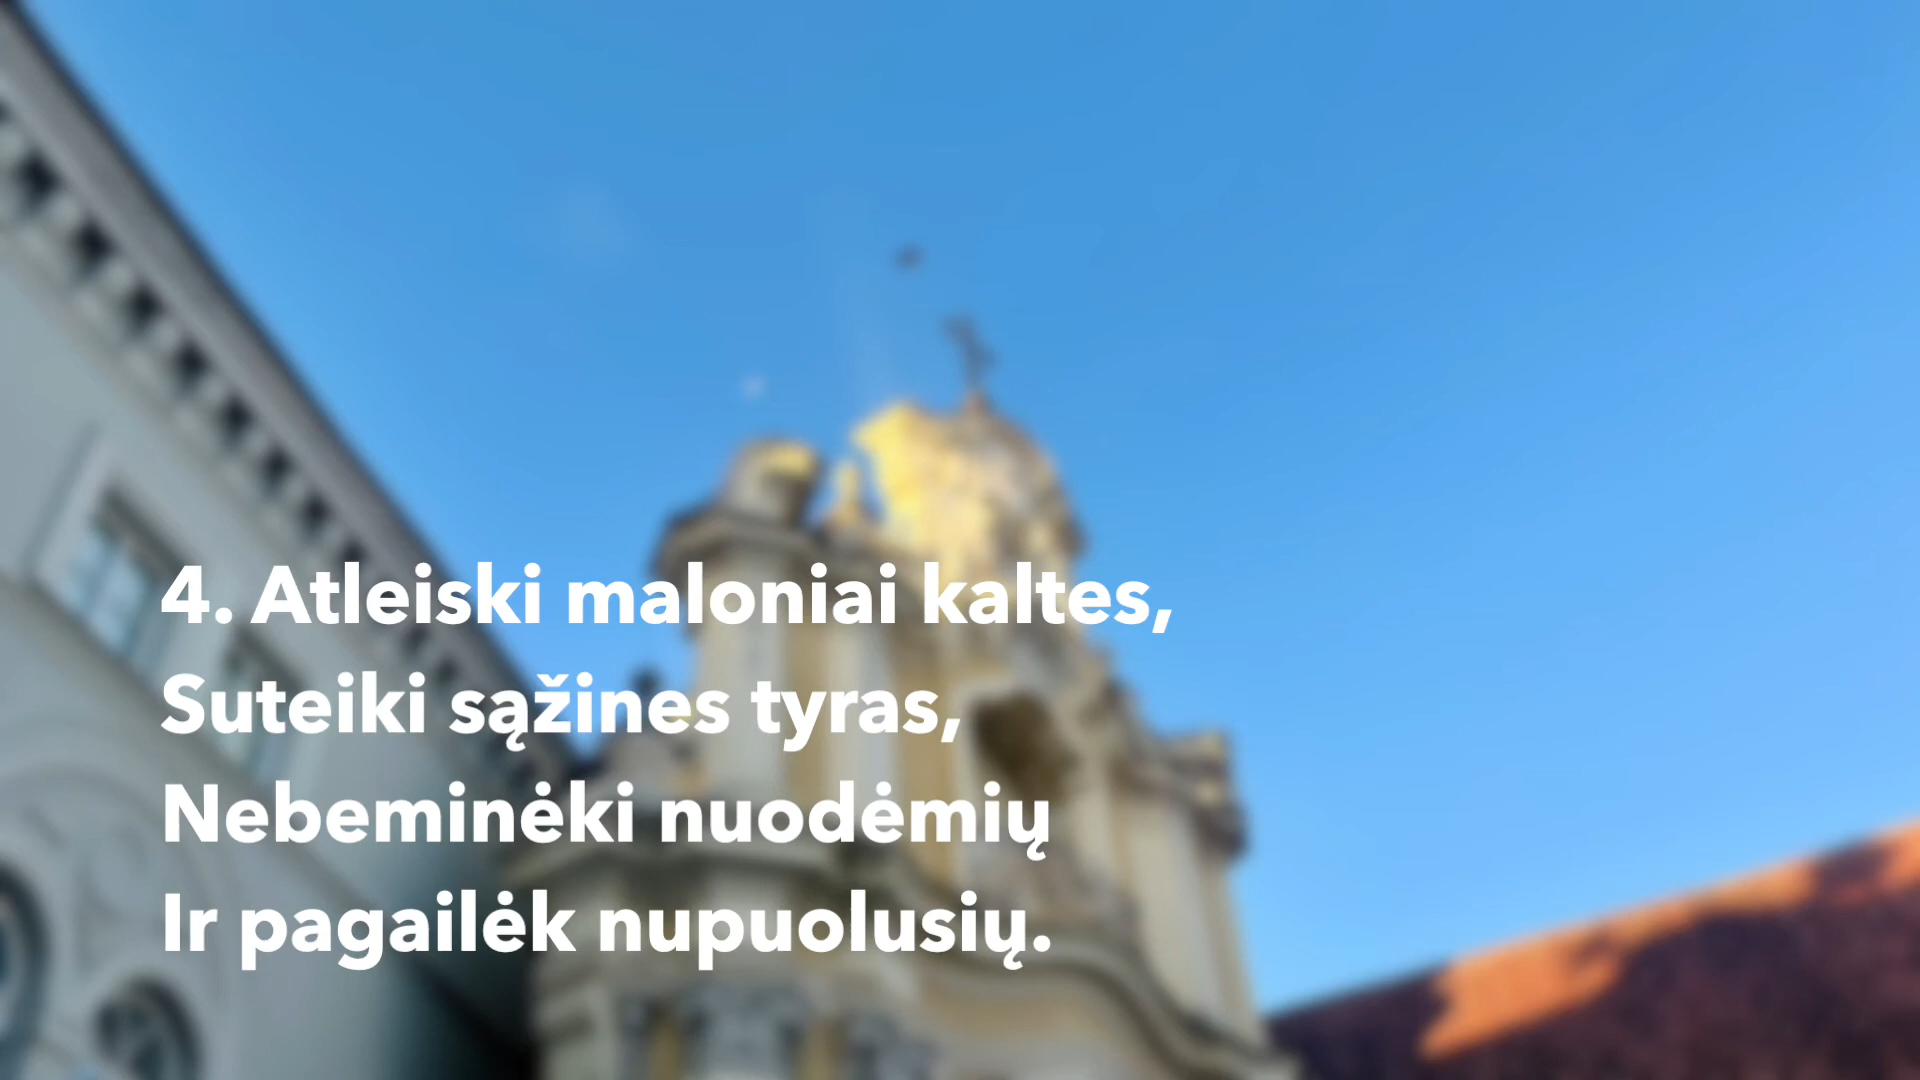 4. Atleiski maloniai kaltes,
Suteiki sąžines tyras,
Nebeminėki nuodėmių
Ir pagailėk nupuolusių.